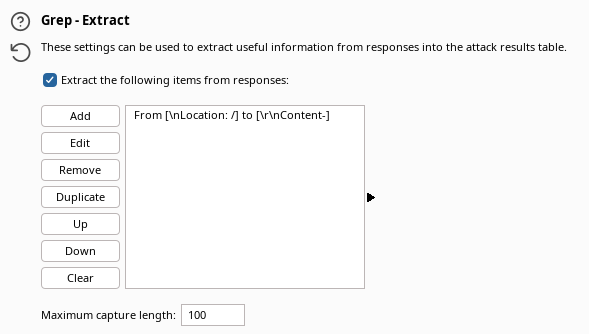 Grep - Extract
These settings can be used to extract useful information from responses into the attack results table.
Extract the following items from responses:
Add
From [\nLocation: /] to [\r\nContent-]
Edit
Remove
Duplicate
Up
Down
Clear
Maximum capture length: 100